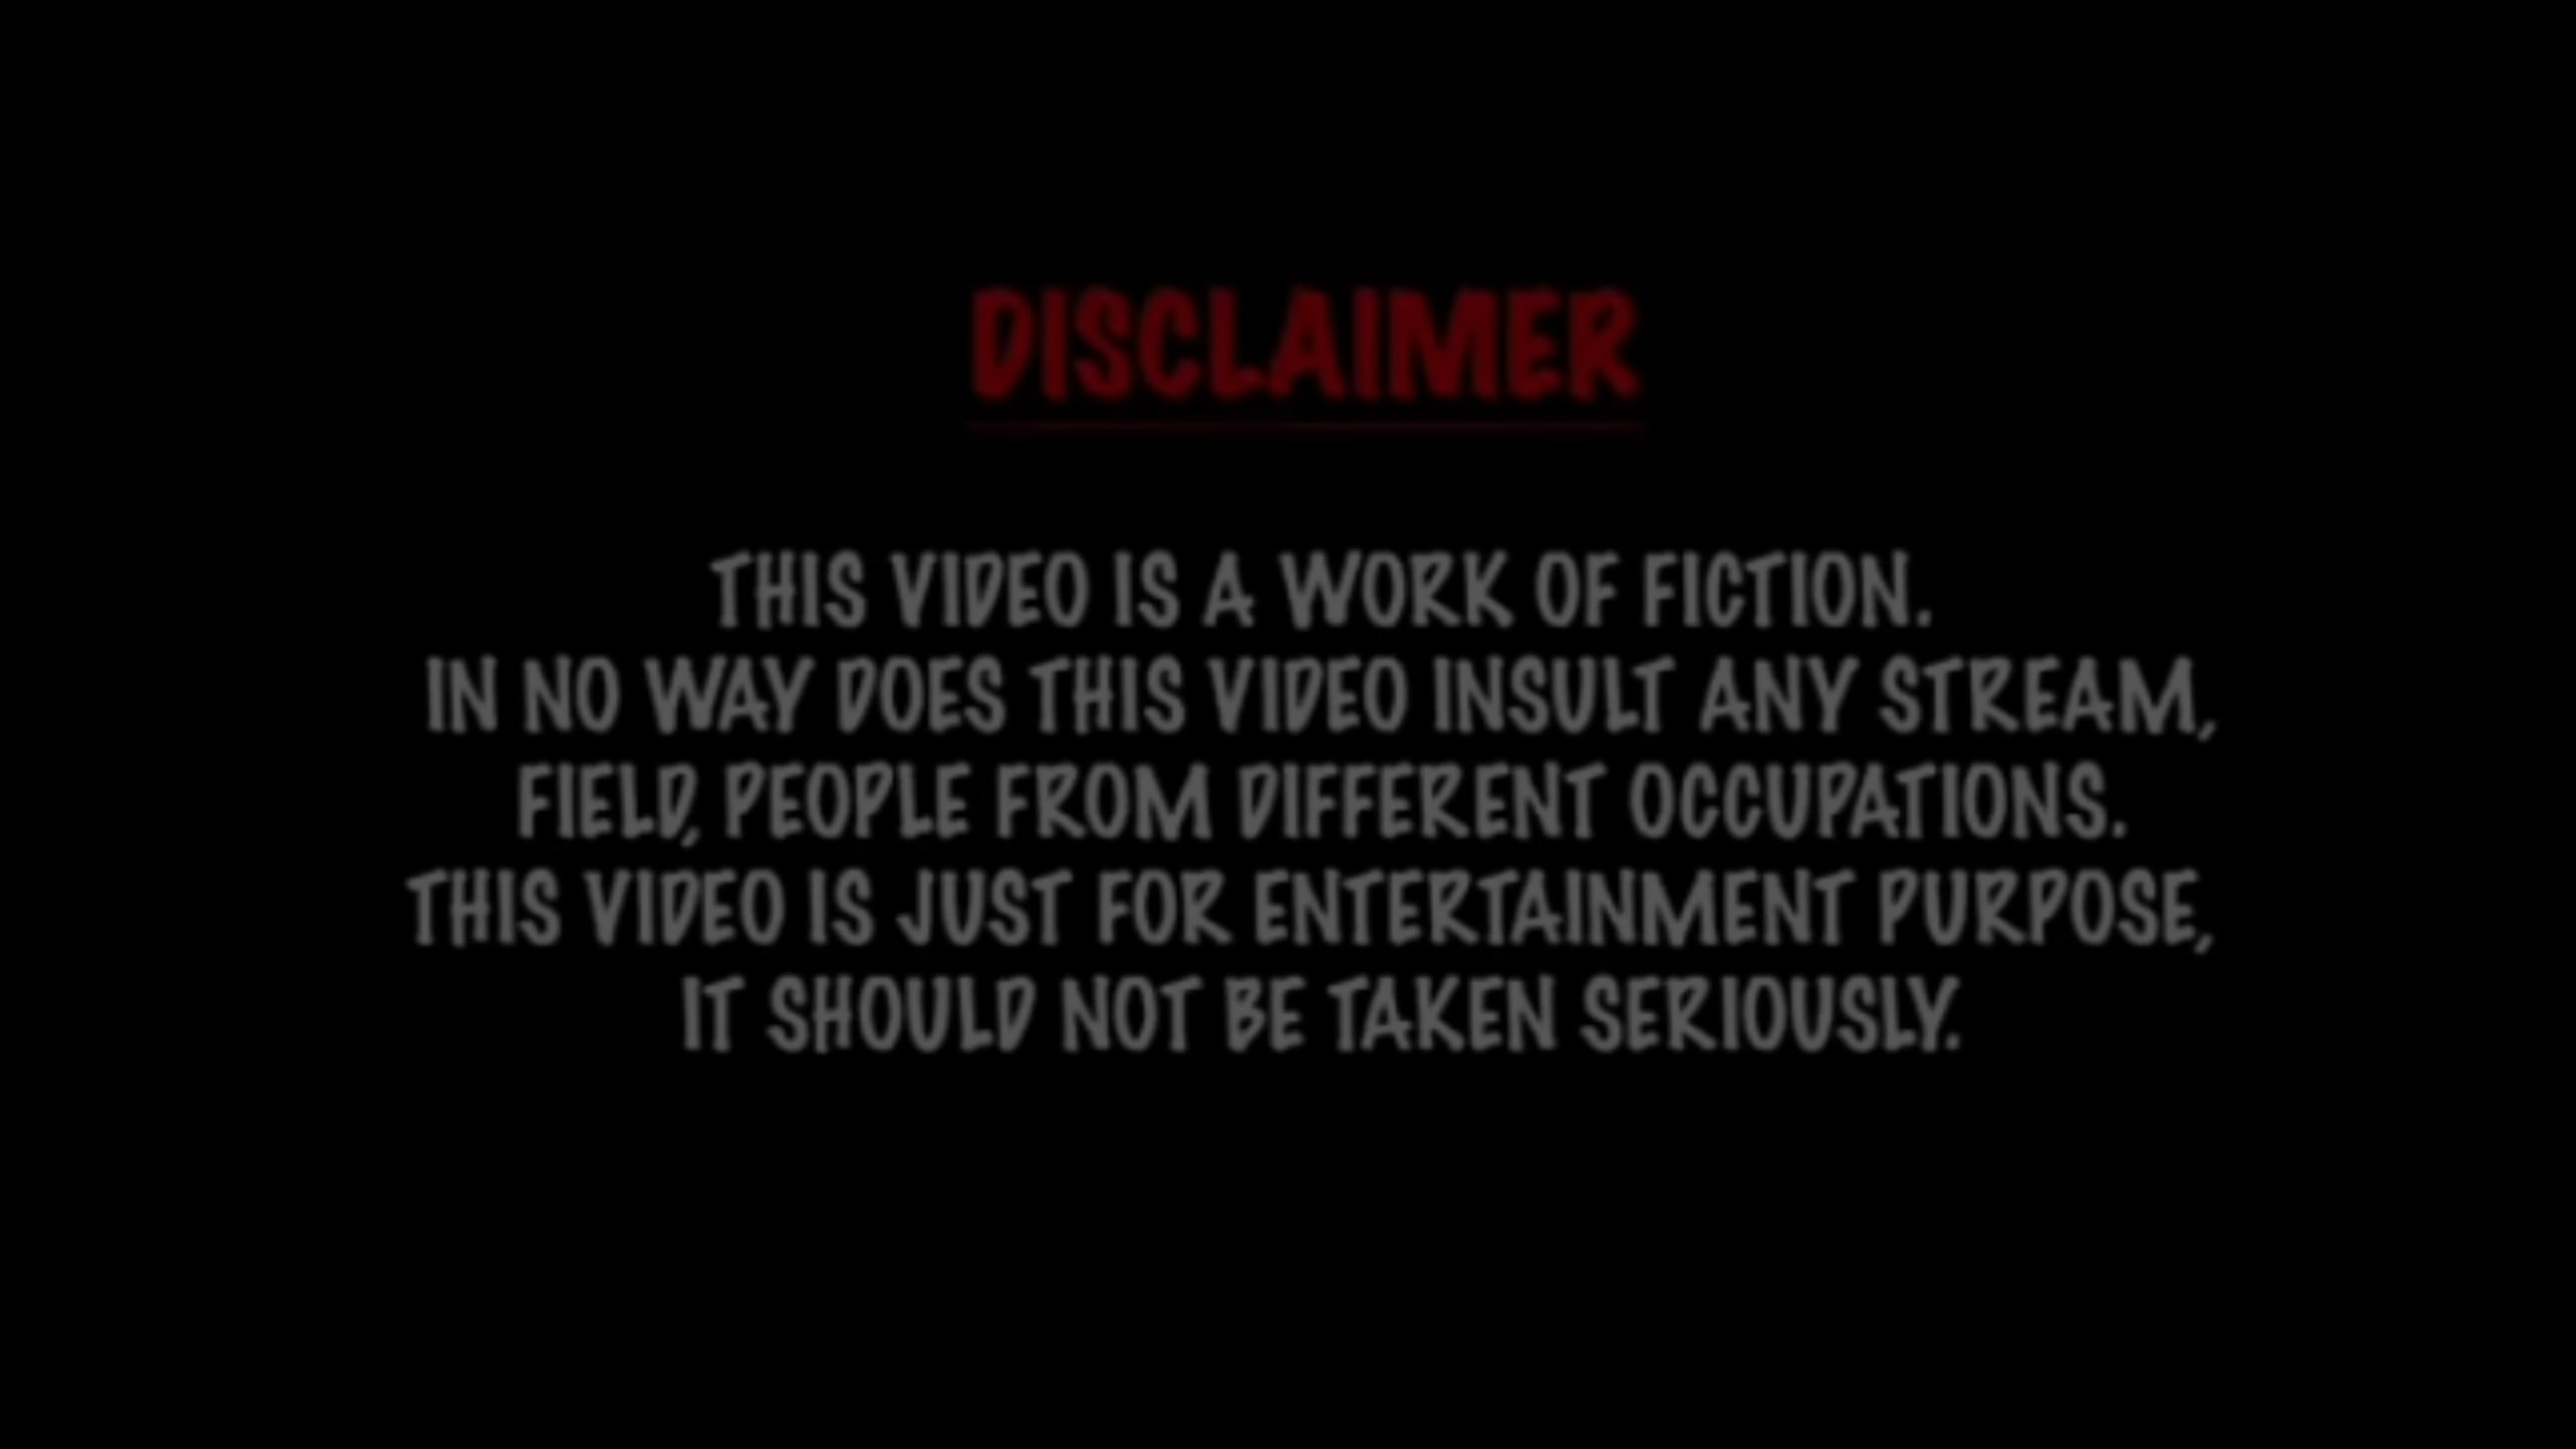 DISCLAIMER
THIS VIDEO IS A WORK OF FICTION.
IN NO WAY DOES THIS VIDEO INSULT ANY STREAM,
FIELD, PEOPLE FROM DIFFERENT OCCUPATIONS.
THIS VIDEO IS JUST FOR ENTERTAINMENT PURPOSE,
IT SHOULD NOT BE TAKEN SERIOUSLY.